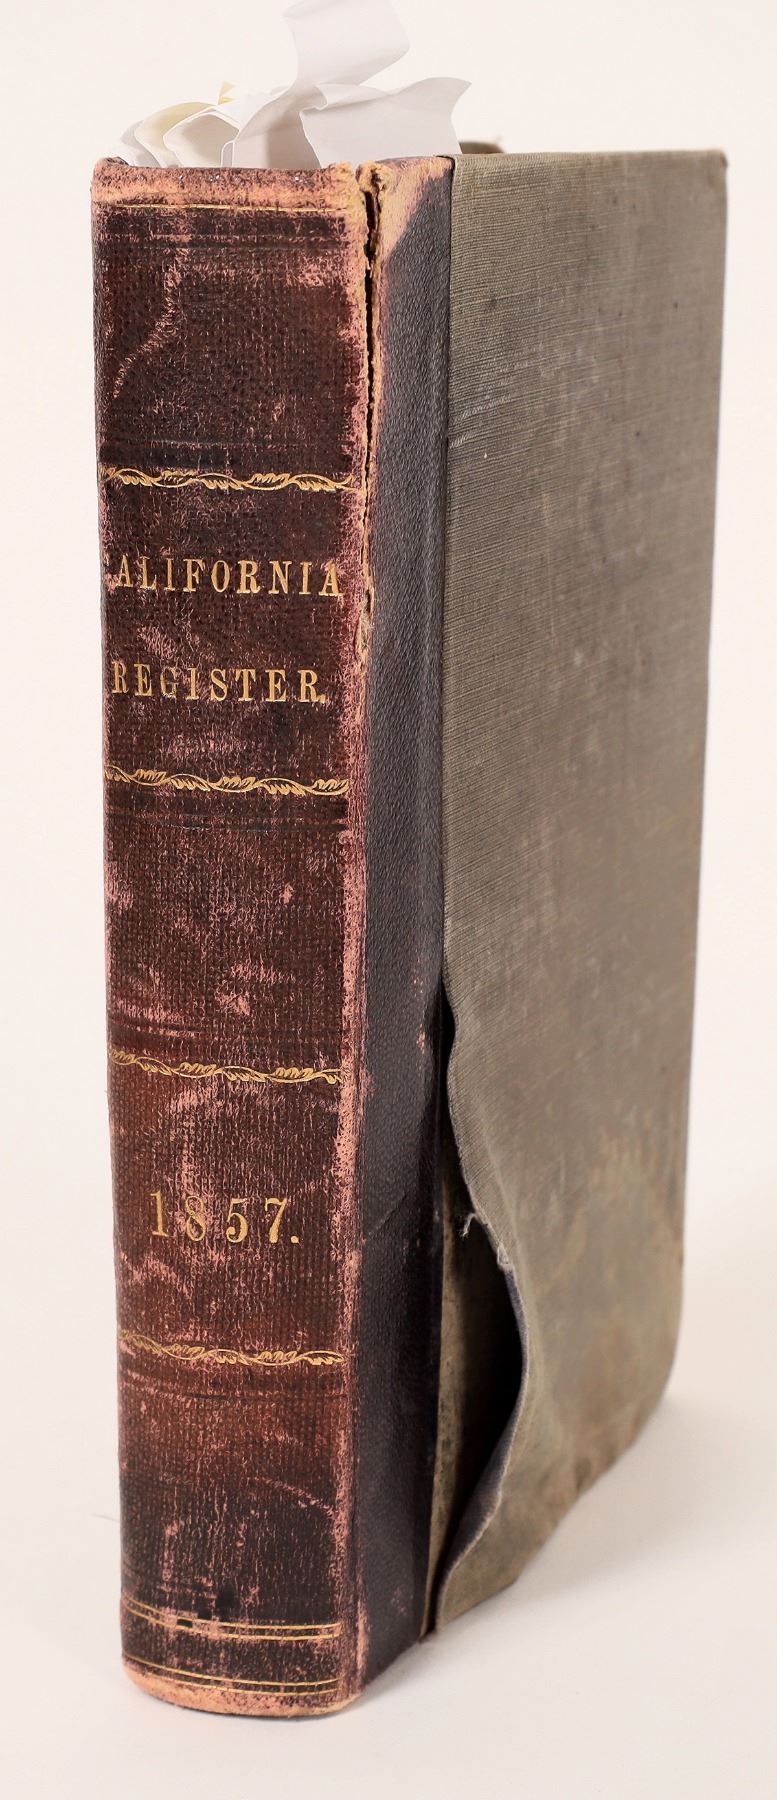 CALIFORNIA
REGISTER.
1857.